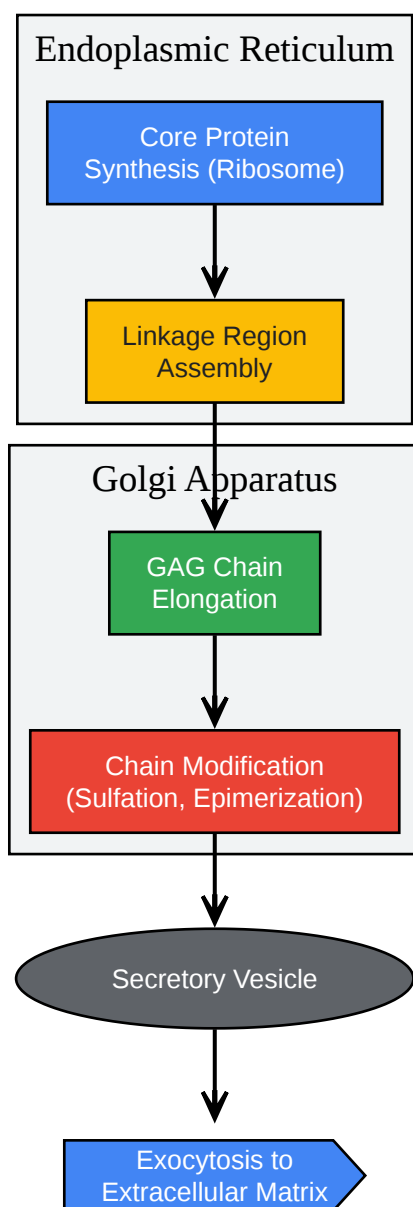 Endoplasmic Reticulum
Core Protein
Synthesis (Ribosome)
Linkage Region
Assembly
Golgi Apparatus
GAG Chain
Elongation
Chain Modification
(Sulfation, Epimerization)
Secretory Vesicle
Exocytosis to
Extracellular Matrix